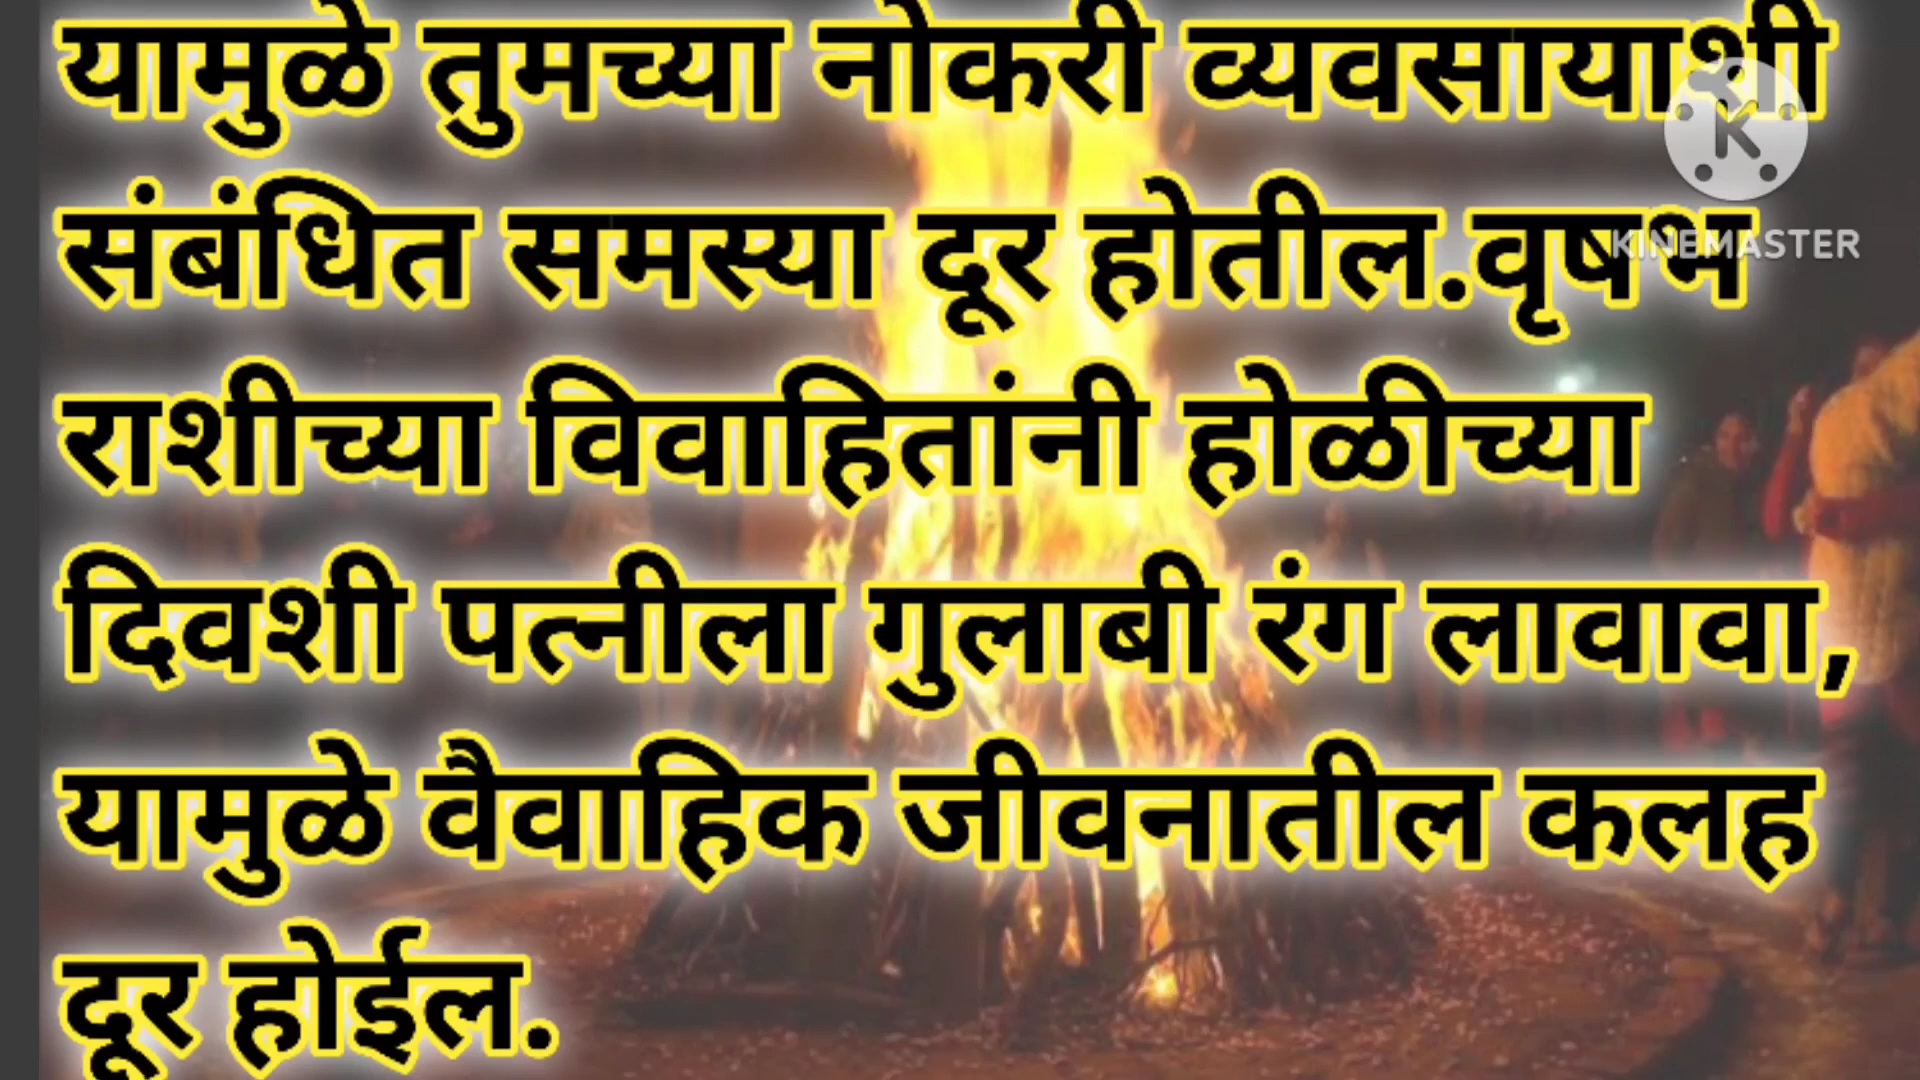 यामुळे तुमच्या नोकरी व्यवसायाशी
संबंधित समस्या दूर होतील.वृषभ
राशीच्या विवाहितांनी होळीच्या
दिवशी पत्नीला गुलाबी रंग लावावा,
यामुळे वैवाहिक जीवनातील कलह
दूर होईल.
K
KINEMASTER